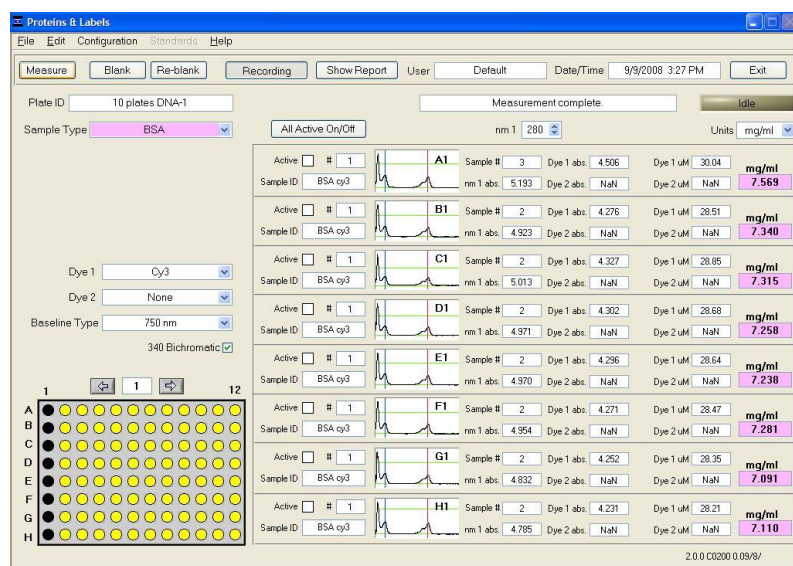 Proteins & Labels
File Edit Configuration Standards Help
Measure Blank Re-blank Recording Show Report User Default Date/Time 9/9/2008 3:27 PM Exit
Plate ID 10 plates DNA-1 Measurement complete. Idle
Sample Type BSA All Active On/Off nm 1 280 Units mg/ml
Active # 1 A1 Sample # 3 Dye 1 abs. 4.506 Dye 1 uM 30.04 mg/ml
Sample ID BSA cy3 nm 1 abs. 5.193 Dye 2 abs. NaN Dye 2 uM NaN 7.569
Active # 1 B1 Sample # 2 Dye 1 abs. 4.276 Dye 1 uM 28.51 mg/ml
Sample ID BSA cy3 nm 1 abs. 4.923 Dye 2 abs. NaN Dye 2 uM NaN 7.340
Active # 1 C1 Sample # 2 Dye 1 abs. 4.327 Dye 1 uM 28.85 mg/ml
Sample ID BSA cy3 nm 1 abs. 5.013 Dye 2 abs. NaN Dye 2 uM NaN 7.315
Active # 1 D1 Sample # 2 Dye 1 abs. 4.302 Dye 1 uM 28.68 mg/ml
Sample ID BSA cy3 nm 1 abs. 4.971 Dye 2 abs. NaN Dye 2 uM NaN 7.258
Active # 1 E1 Sample # 2 Dye 1 abs. 4.296 Dye 1 uM 28.64 mg/ml
Sample ID BSA cy3 nm 1 abs. 4.970 Dye 2 abs. NaN Dye 2 uM NaN 7.238
Active # 1 F1 Sample # 2 Dye 1 abs. 4.271 Dye 1 uM 28.47 mg/ml
Sample ID BSA cy3 nm 1 abs. 4.954 Dye 2 abs. NaN Dye 2 uM NaN 7.281
Active # 1 G1 Sample # 2 Dye 1 abs. 4.252 Dye 1 uM 28.35 mg/ml
Sample ID BSA cy3 nm 1 abs. 4.832 Dye 2 abs. NaN Dye 2 uM NaN 7.091
Active # 1 H1 Sample # 2 Dye 1 abs. 4.231 Dye 1 uM 28.21 mg/ml
Sample ID BSA cy3 nm 1 abs. 4.785 Dye 2 abs. NaN Dye 2 uM NaN 7.110
Dye 1 Cy3
Dye 2 None
Baseline Type 750 nm
340 Bichromatic
1 1 12
A
B
C
D
E
F
G
H
2.0.0 C0200 0.09/8/